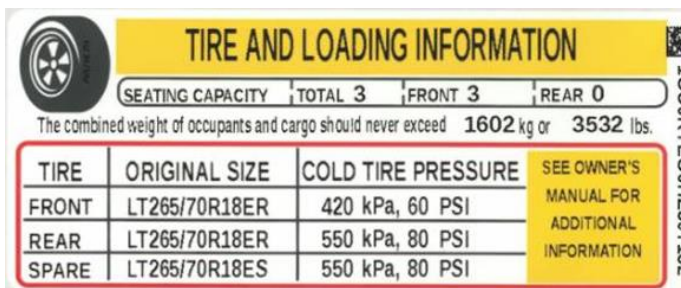 TIRE AND LOADING INFORMATION
SEATING CAPACITY TOTAL 3 FRONT 3 REAR 0
The combined weight of occupants and cargo should never exceed 1602 kg or 3532 lbs.
TIRE ORIGINAL SIZE COLD TIRE PRESSURE
FRONT LT265/70R18ER 420 kPa, 60 PSI
REAR LT265/70R18ER 550 kPa, 80 PSI
SPARE LT265/70R18ES 550 kPa, 80 PSI
SEE OWNER'S
MANUAL FOR
ADDITIONAL
INFORMATION